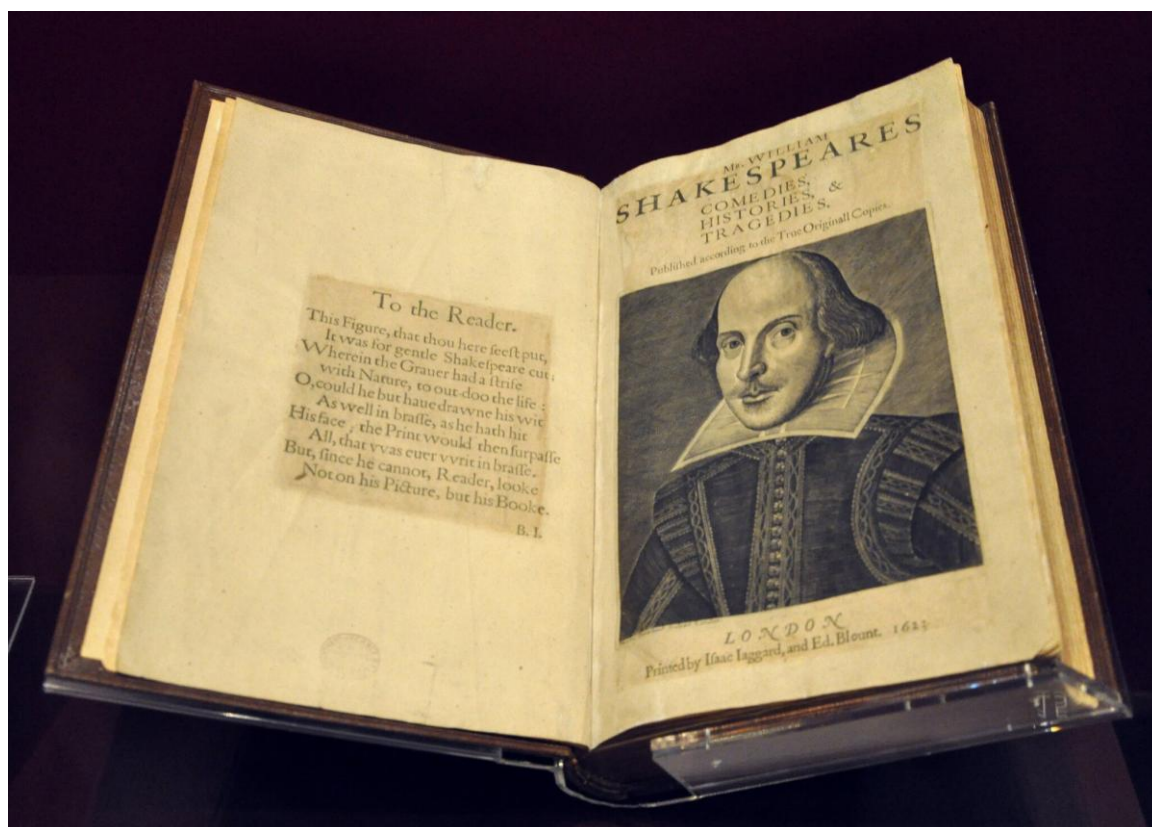 To the Reader.
This Figure, that thou here ſeeſt put,
It was for gentle Shakeſpeare cut;
Wherein the Grauer had a ſtrife
with Nature, to out-doo the life :
O, could he but haue drawne his wit
As well in braſſe, as he hath hit
His face ; the Print would then ſurpaſſe
All, that vvas euer vvrit in braſſe.
But, ſince he cannot, Reader, looke
Not on his Picture, but his Booke.
B. I.
Mr. WILLIAM
SHAKESPEARES
COMEDIES,
HISTORIES, &
TRAGEDIES.
Publiſhed according to the True Originall Copies.
LONDON
Printed by Iſaac Iaggard, and Ed. Blount. 1623